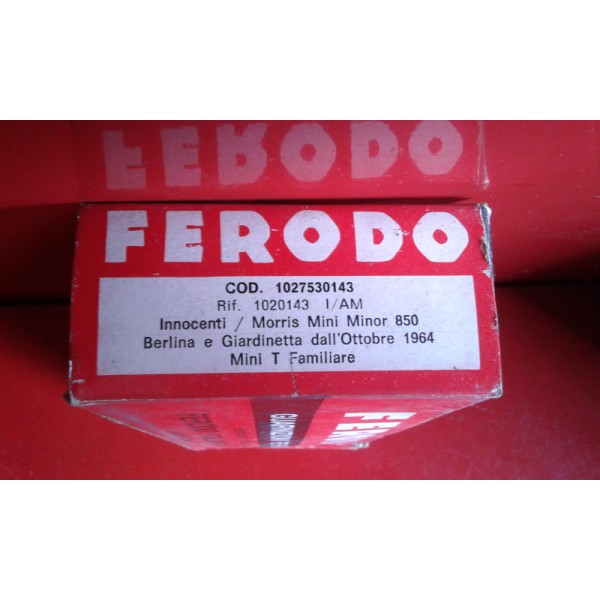 FERODO
FERODO
COD. 1027530143
Rif. 1020143 I/AM
Innocenti / Morris Mini Minor 850
Berlina e Giardinetta dall'Ottobre 1964
Mini T Familiare